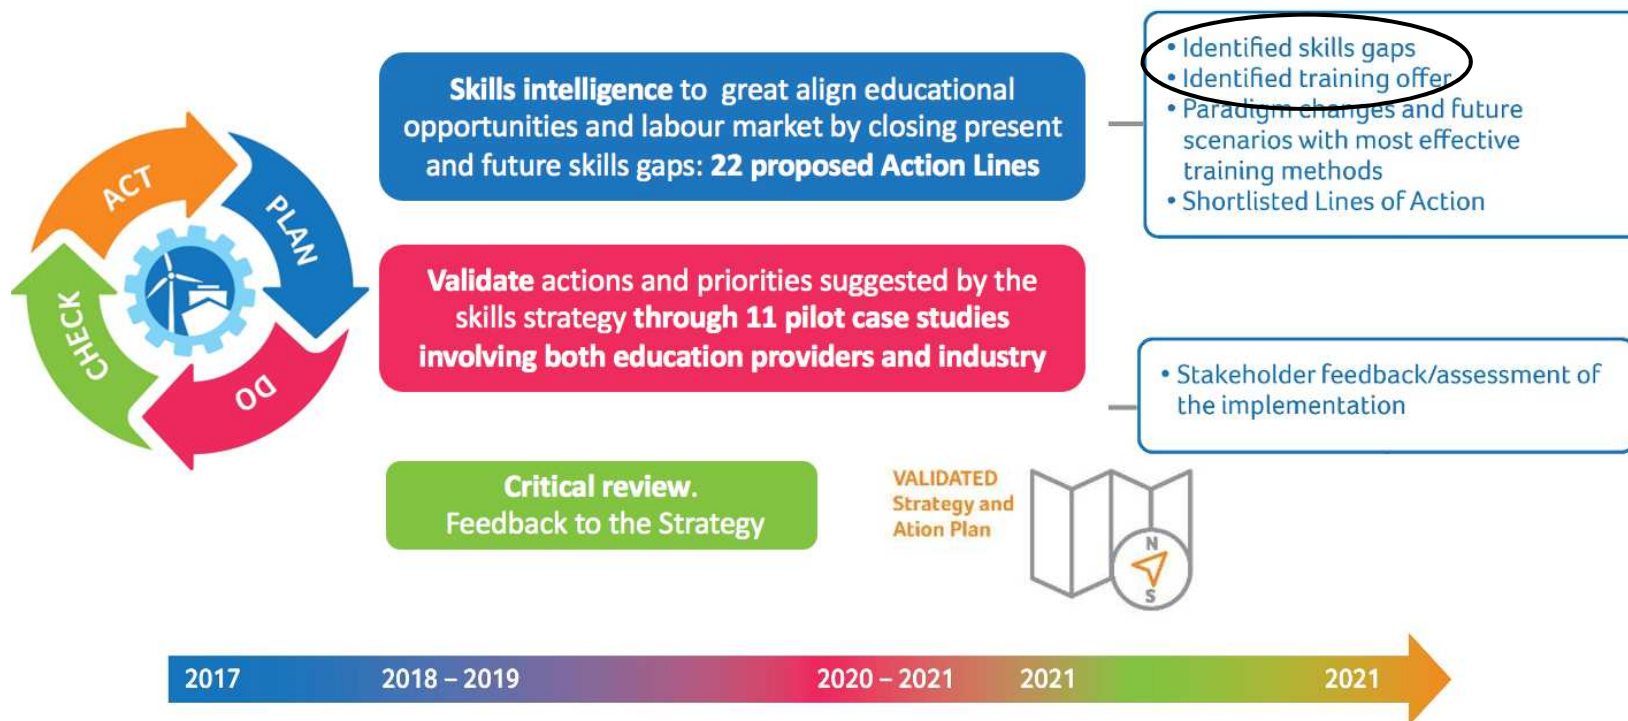 ACT
PLAN
CHECK
DO
Skills intelligence to great align educational
opportunities and labour market by closing present
and future skills gaps: 22 proposed Action Lines
• Identified skills gaps
• Identified training offer
• Paradigm changes and future
scenarios with most effective
training methods
• Shortlisted Lines of Action
Validate actions and priorities suggested by the
skills strategy through 11 pilot case studies
involving both education providers and industry
• Stakeholder feedback/assessment of
the implementation
Critical review.
Feedback to the Strategy
VALIDATED
Strategy and
Ation Plan
N
S
2017
2018 – 2019
2020 – 2021
2021
2021